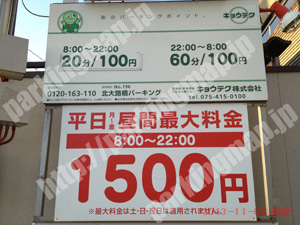 街のパーキングポイント。
キョウテク
8:00〜22:00
20分/100円
22:00〜8:00
60分/100円
0120-163-110
No.196
北大路橋パーキング
キョウテク株式会社
TEL.075-415-0100
平日 昼間最大料金
8:00〜22:00
1500円
※最大料金は土・日・祝日は適用されません。